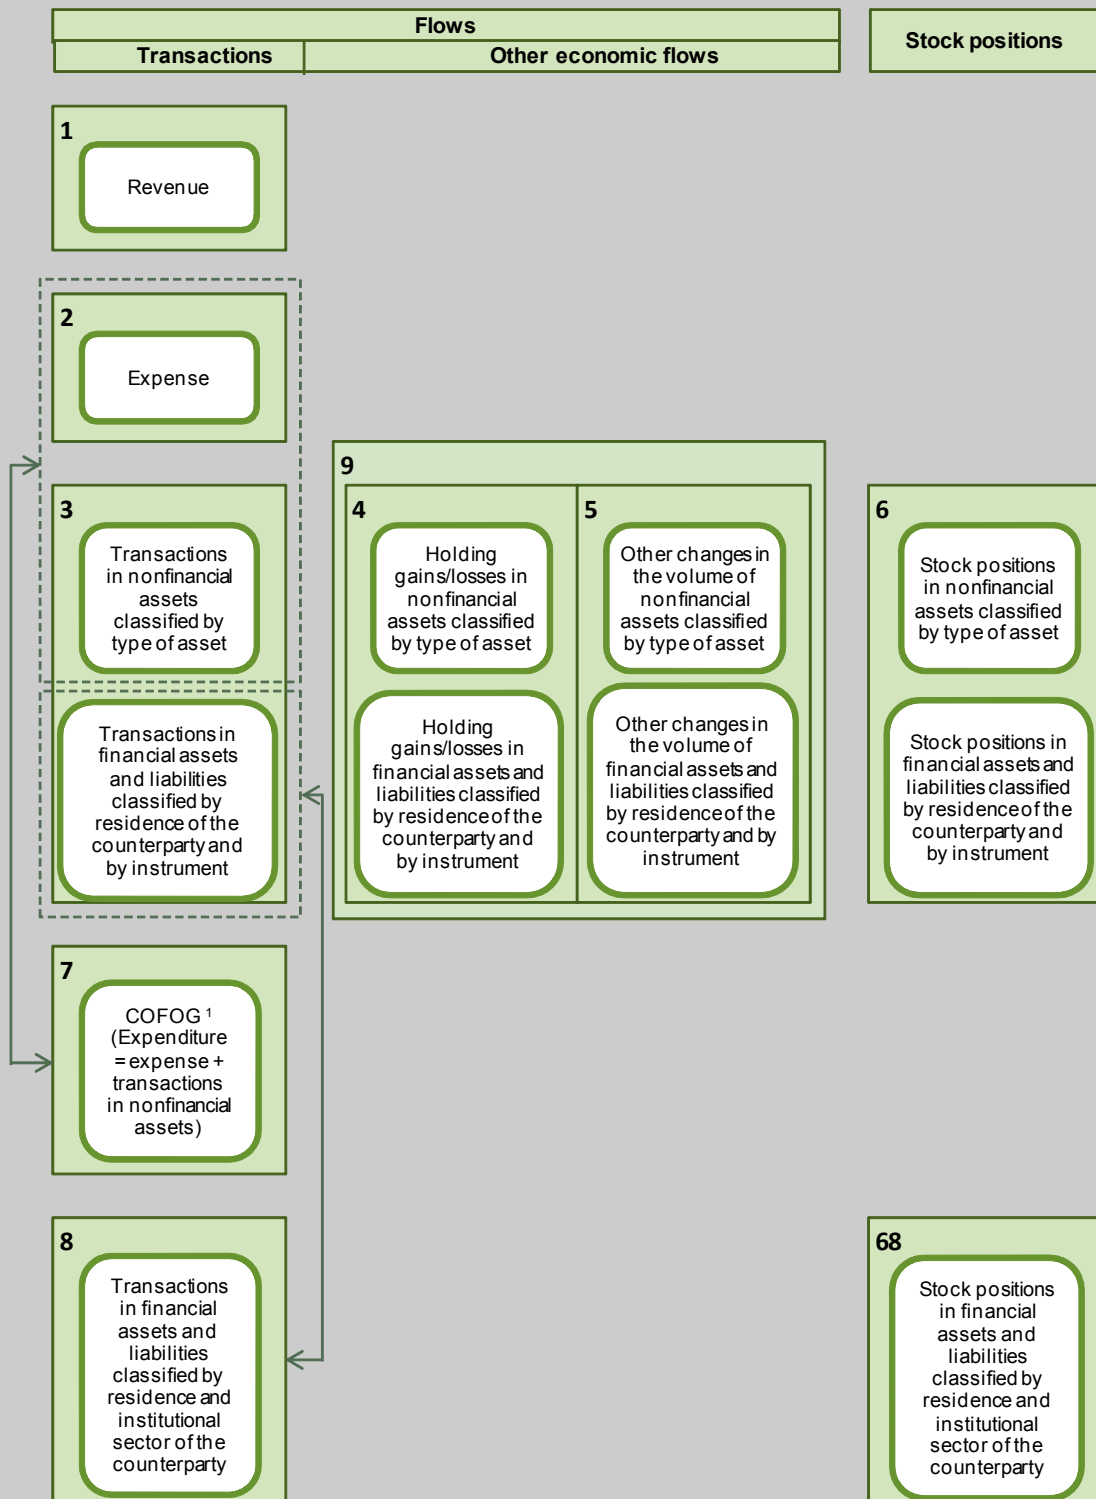 Flows
Transactions
Other economic flows
Stock positions
1
Revenue
2
Expense
3
Transactions
in nonfinancial
assets
classified by
type of asset
Transactions in
financial assets
and liabilities
classified by
residence of the
counterparty and
by instrument
9
4
Holding
gains/losses in
nonfinancial
assets classified
by type of asset
Holding
gains/losses in
financial assets and
liabilities classified
by residence of the
counterparty and
by instrument
5
Other changes in
the volume of
nonfinancial
assets classified
by type of asset
Other changes in
the volume of
financial assets and
liabilities classified
by residence of the
counterparty and by
instrument
6
Stock positions
in nonfinancial
assets classified
by type of asset
Stock positions in
financial assets and
liabilities classified
by residence of the
counterparty and
by instrument
7
COFOG ¹
(Expenditure
= expense +
transactions
in nonfinancial
assets)
8
Transactions
in financial
assets and
liabilities
classified by
residence and
institutional
sector of the
counterparty
68
Stock positions
in financial
assets and
liabilities
classified by
residence and
institutional
sector of the
counterparty